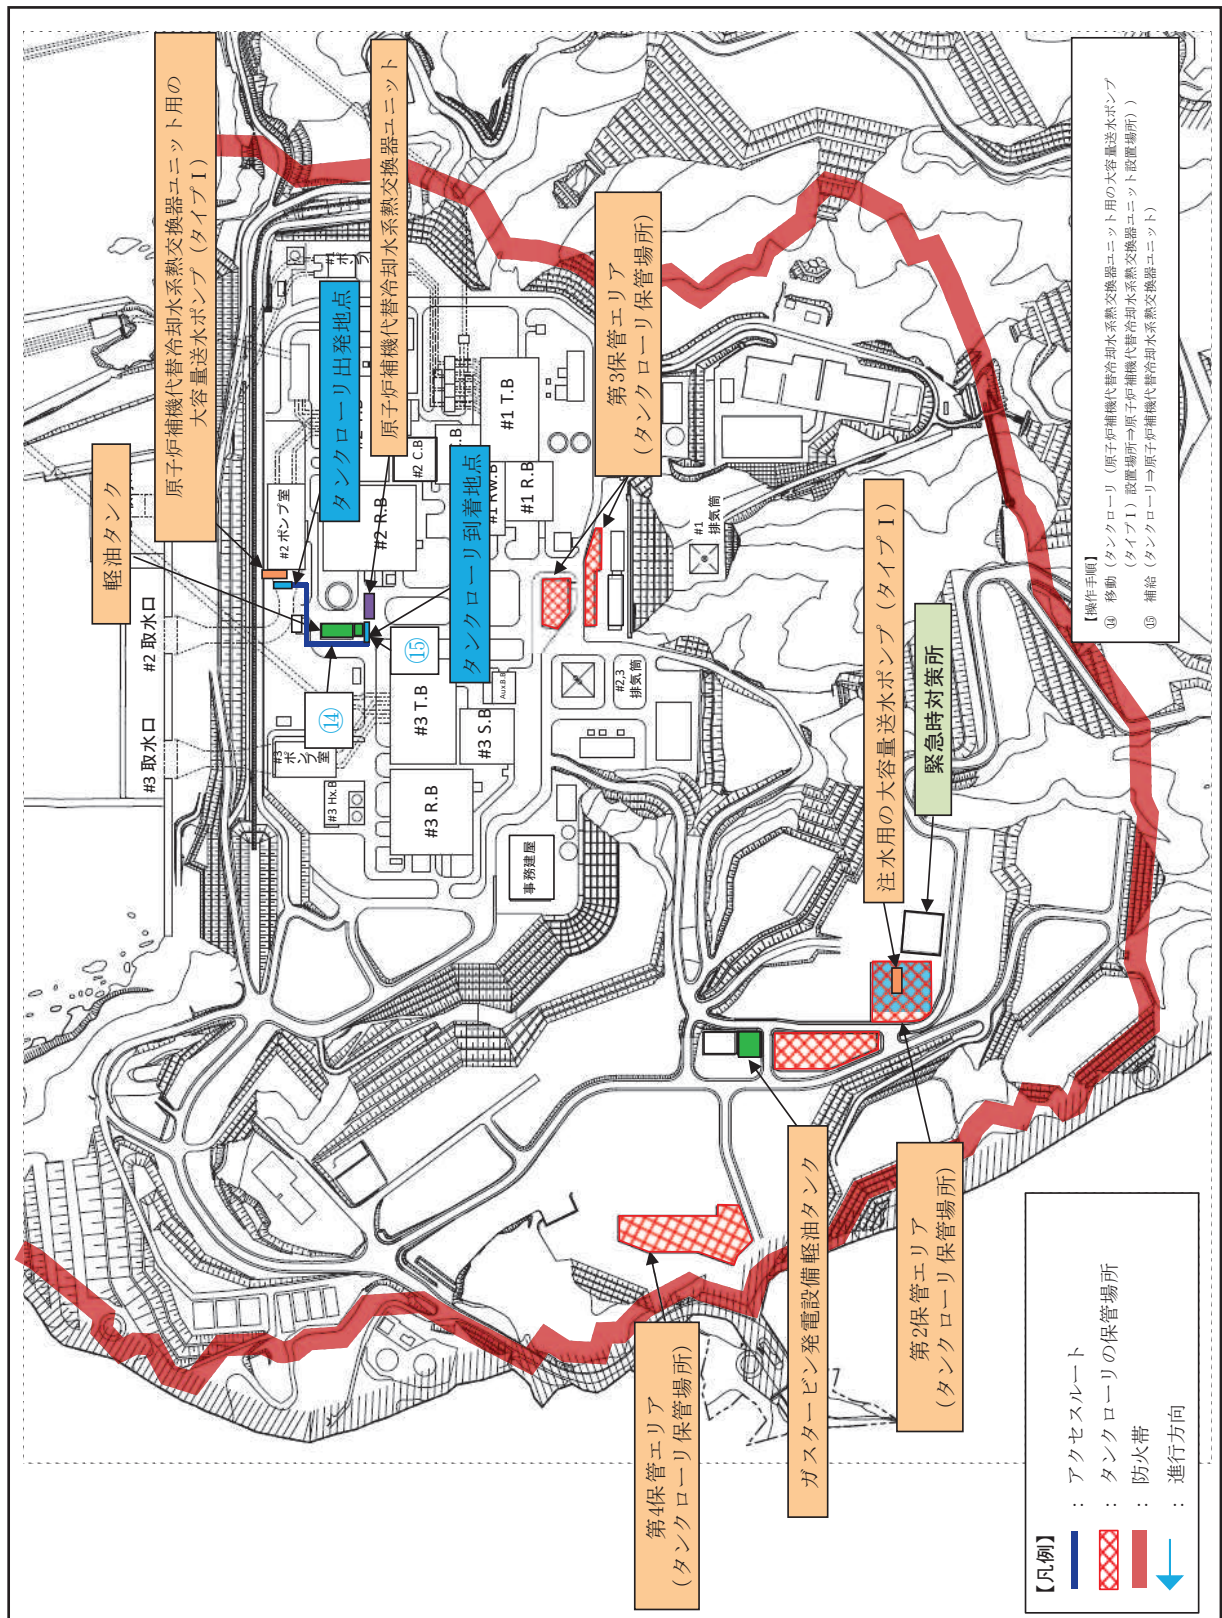 原子炉補機代替冷却水系熱交換器ユニット用の
大容量送水ポンプ（タイプⅠ）
原子炉補機代替冷却水系熱交換器ユニット
タンクローリ出発地点
軽油タンク
タンクローリ到着地点
第3保管エリア
（タンクローリ保管場所）
注水用の大容量送水ポンプ（タイプⅠ）
緊急時対策所
ガスタービン発電設備軽油タンク
第2保管エリア
（タンクローリ保管場所）
第4保管エリア
（タンクローリ保管場所）
#3 取水口
#2 取水口
#2 ポンプ室
#3
ポンプ室
#1
⑭
⑮
#3 Hx.B
#3 R.B
#3 T.B
#3 S.B
Aux.B.B
#2 R.B
#2 C.B
#1 RW.B
#1 R.B
#1 T.B
事務建屋
#2,3
排気筒
#1
排気筒
【操作手順】
⑭ 移動（タンクローリ（原子炉補機代替冷却水系熱交換器ユニット用の大容量送水ポンプ
（タイプⅠ）設置場所⇒原子炉補機代替冷却水系熱交換器ユニット設置場所））
⑮ 補給（タンクローリ⇒原子炉補機代替冷却水系熱交換器ユニット）
【凡例】
：アクセスルート
：タンクローリの保管場所
：防火帯
：進行方向